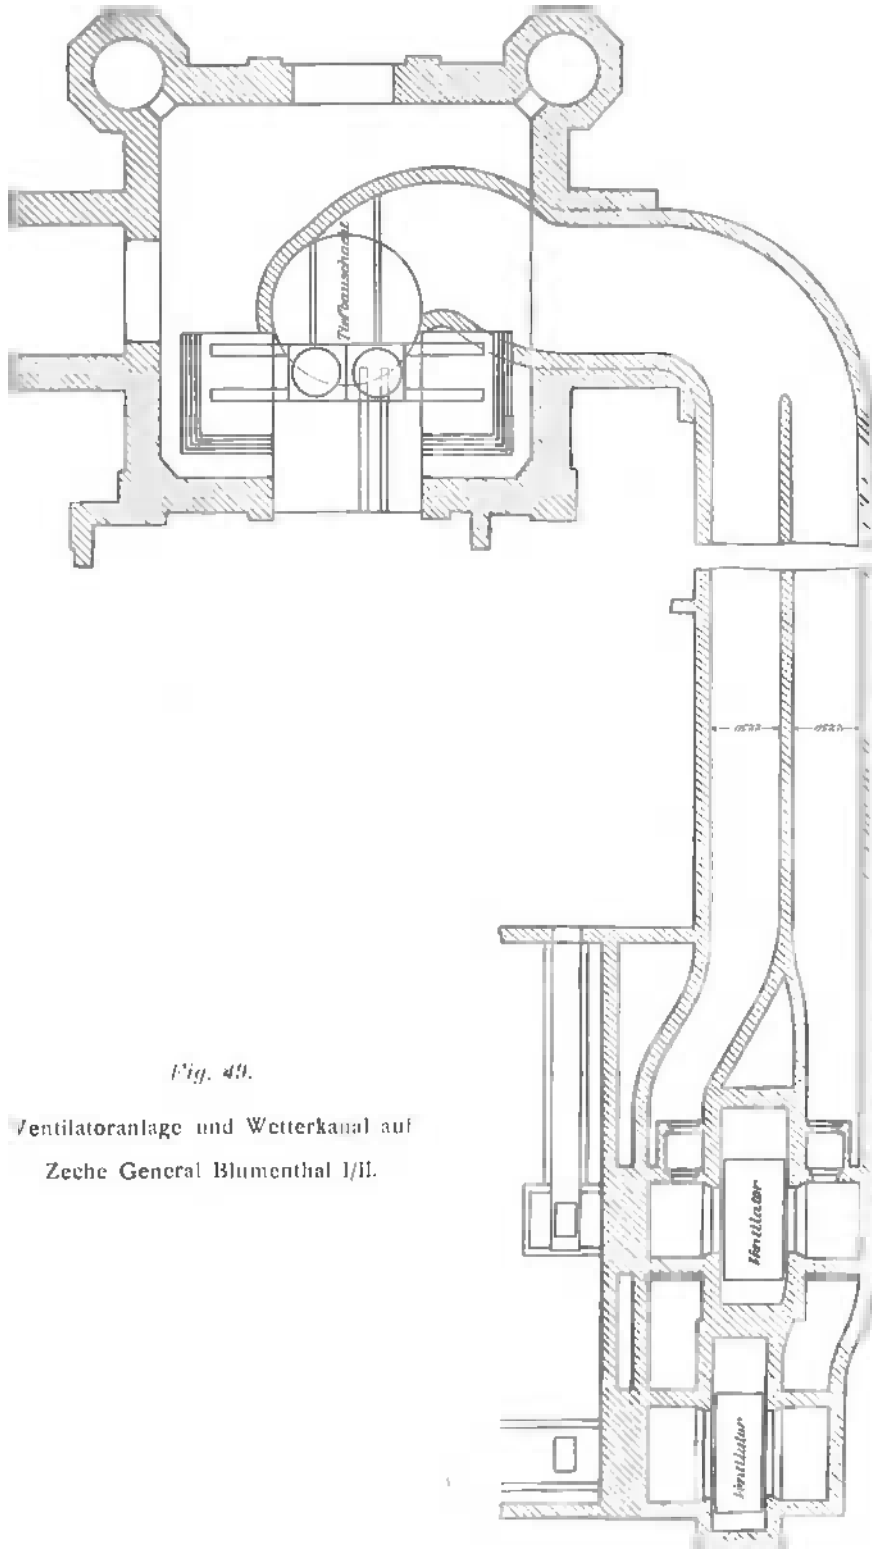 Tiefbauschacht
Fig. 49.
Ventilatoranlage und Wetterkanal auf
Zeche General Blumenthal I/II.
Ventilator
Ventilator